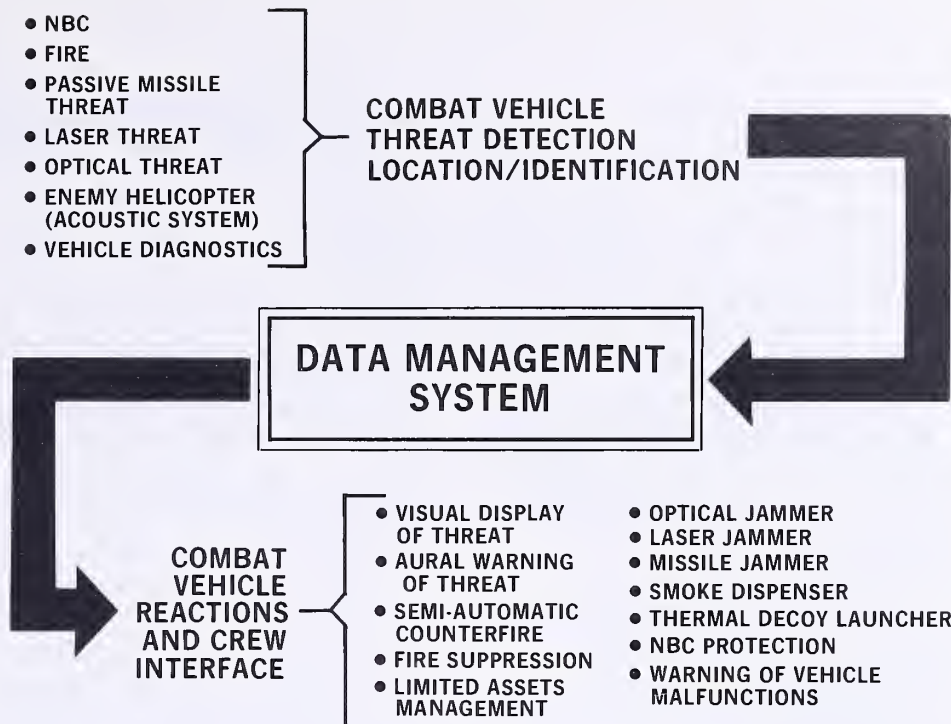 ● NBC
● FIRE
● PASSIVE MISSILE
THREAT
● LASER THREAT
● OPTICAL THREAT
● ENEMY HELICOPTER
(ACOUSTIC SYSTEM)
● VEHICLE DIAGNOSTICS
COMBAT VEHICLE
THREAT DETECTION
LOCATION/IDENTIFICATION
DATA MANAGEMENT
SYSTEM
COMBAT
VEHICLE
REACTIONS
AND CREW
INTERFACE
● VISUAL DISPLAY
OF THREAT
● AURAL WARNING
OF THREAT
● SEMI-AUTOMATIC
COUNTERFIRE
● FIRE SUPPRESSION
● LIMITED ASSETS
MANAGEMENT
● OPTICAL JAMMER
● LASER JAMMER
● MISSILE JAMMER
● SMOKE DISPENSER
● THERMAL DECOY LAUNCHER
● NBC PROTECTION
● WARNING OF VEHICLE
MALFUNCTIONS